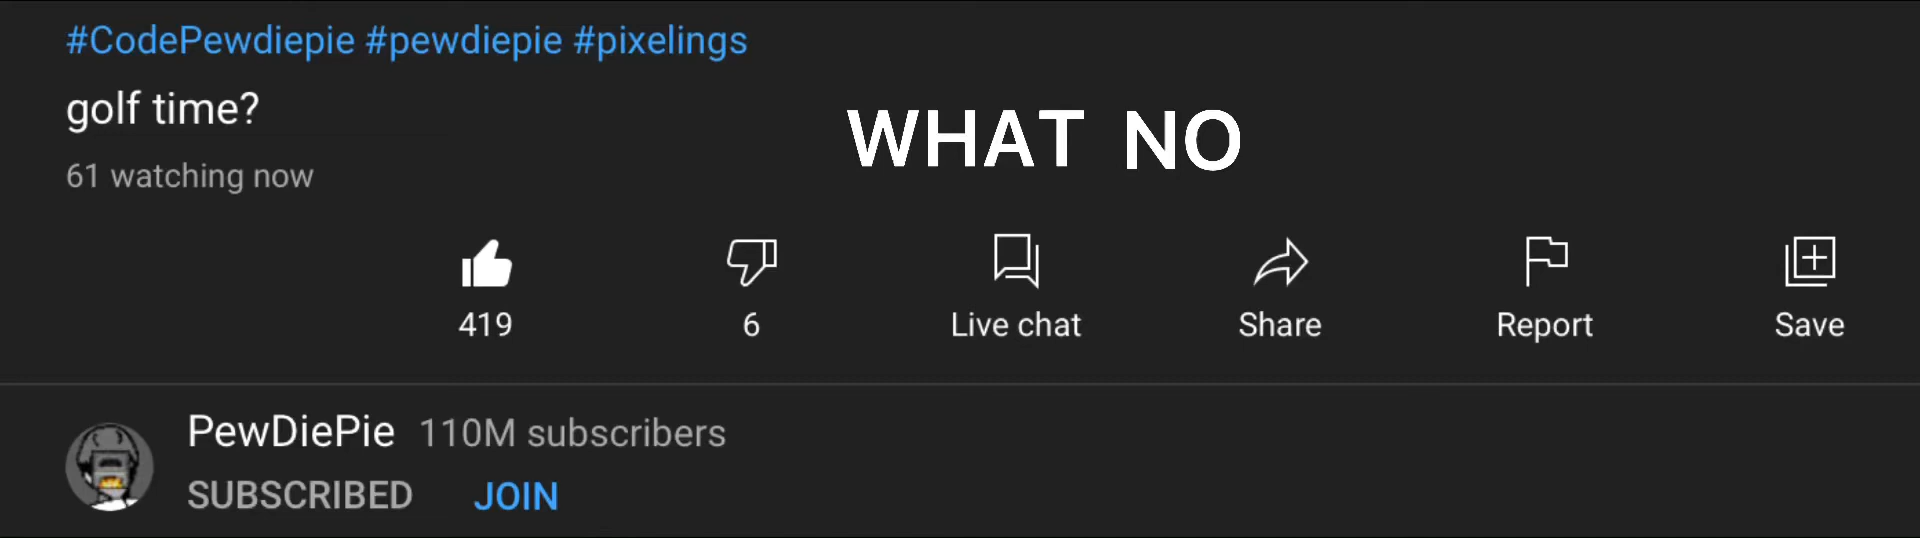 #CodePewdiepie #pewdiepie #pixelings
golf time?
WHAT NO
61 watching now
419 6 Live chat Share Report Save
PewDiePie 110M subscribers
SUBSCRIBED JOIN